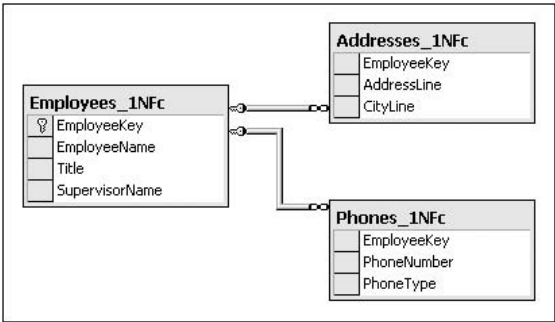 Employees_1NFc
EmployeeKey
EmployeeName
Title
SupervisorName
Addresses_1NFc
EmployeeKey
AddressLine
CityLine
Phones_1NFc
EmployeeKey
PhoneNumber
PhoneType